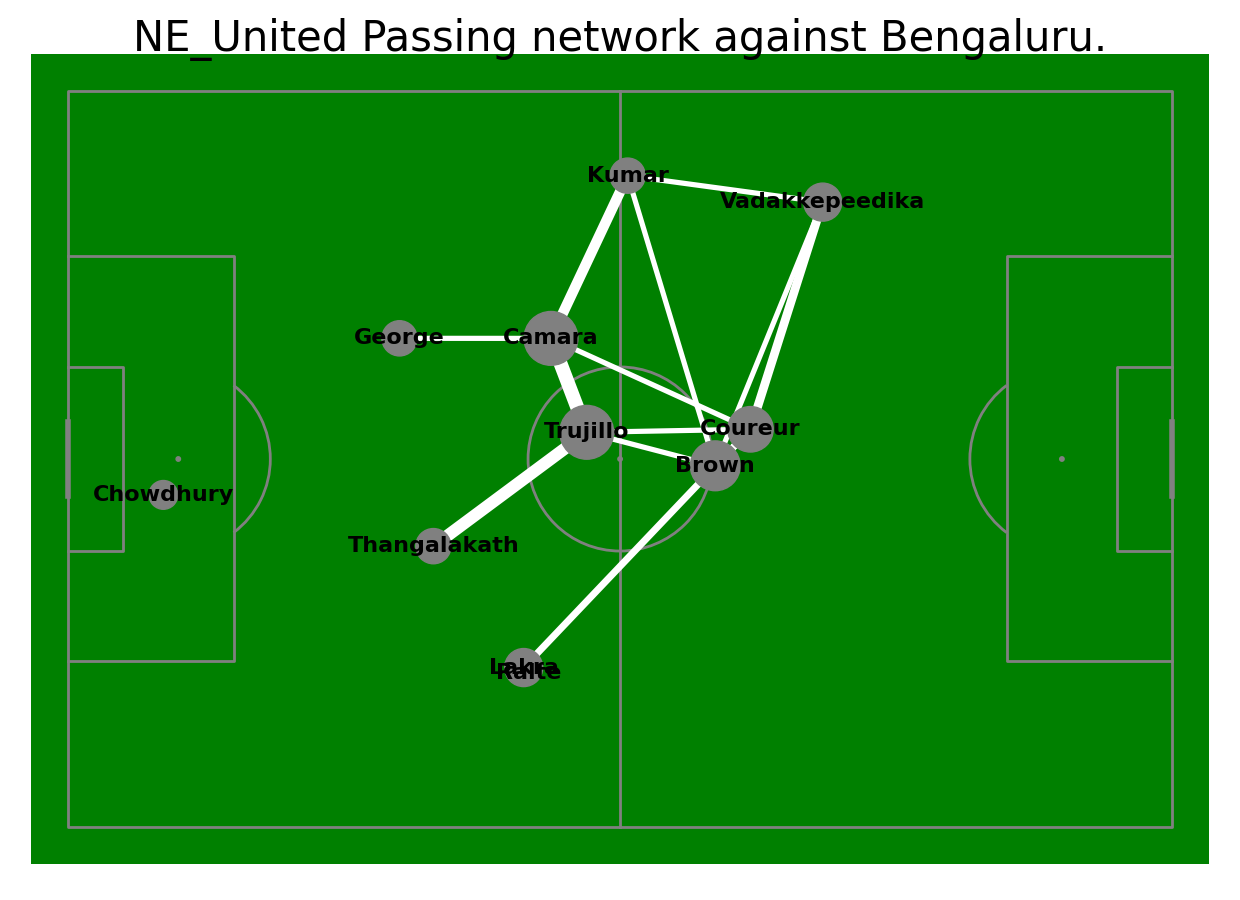 NE_United Passing network against Bengaluru.
Kumar
Vadakkepeedika
George
Camara
Trujillo
Coureur
Brown
Chowdhury
Thangalakath
Lakra
Ralte